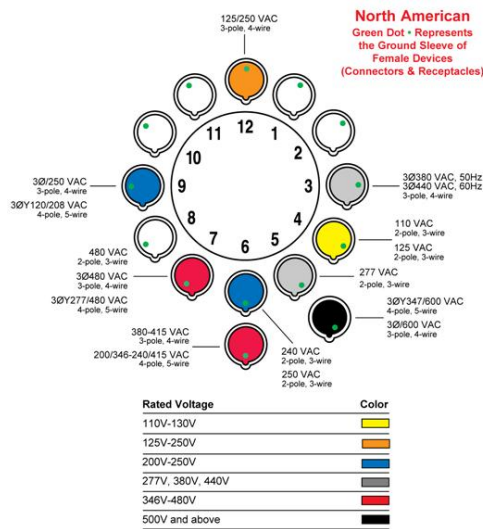 North American
Green Dot • Represents
the Ground Sleeve of
Female Devices
(Connectors & Receptacles)
125/250 VAC
3-pole, 4-wire
12
1
2
3
4
5
6
7
8
9
10
11
3Ø380 VAC, 50Hz
3Ø440 VAC, 60Hz
3-pole, 4-wire
110 VAC
2-pole, 3-wire
125 VAC
2-pole, 3-wire
277 VAC
2-pole, 3-wire
3ØY347/600 VAC
4-pole, 5-wire
3Ø/600 VAC
3-pole, 4-wire
240 VAC
2-pole, 3-wire
250 VAC
2-pole, 3-wire
380-415 VAC
3-pole, 4-wire
200/346-240/415 VAC
4-pole, 5-wire
480 VAC
2-pole, 3-wire
3Ø480 VAC
3-pole, 4-wire
3ØY277/480 VAC
4-pole, 5-wire
3Ø/250 VAC
3-pole, 4-wire
3ØY120/208 VAC
4-pole, 5-wire
Rated Voltage Color
110V-130V
125V-250V
200V-250V
277V, 380V, 440V
346V-480V
500V and above